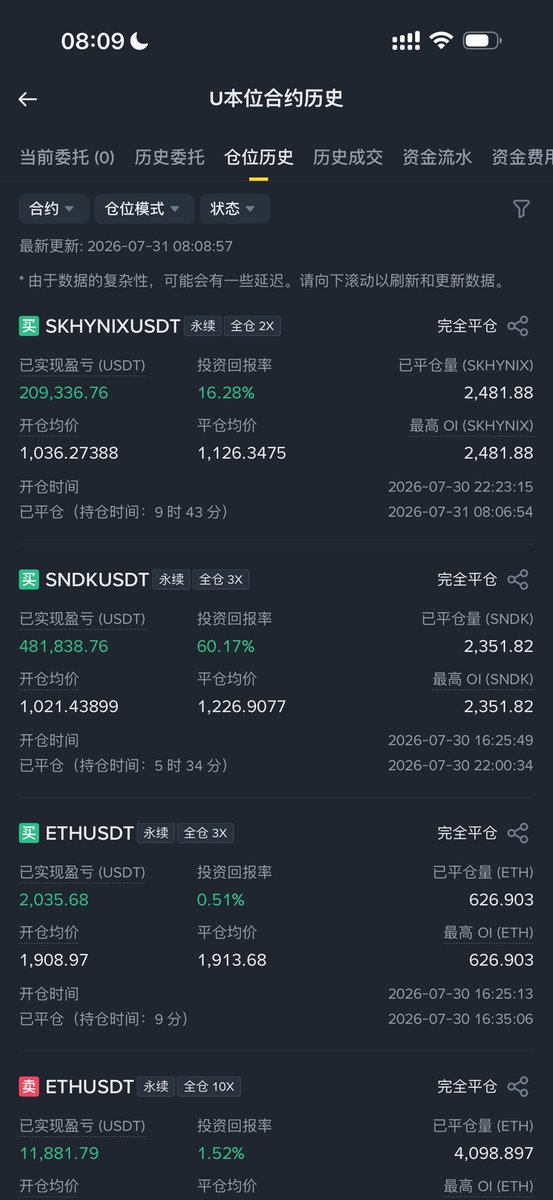 08:09
U本位合约历史
当前委托 (0) 历史委托 仓位历史 历史成交 资金流水 资金费用
合约 仓位模式 状态
最新更新: 2026-07-31 08:08:57
* 由于数据的复杂性，可能会有一些延迟。请向下滚动以刷新和更新数据。
买 SKHYNIXUSDT 永续 全仓 2X 完全平仓
已实现盈亏 (USDT) 投资回报率 已平仓量 (SKHYNIX)
209,336.76 16.28% 2,481.88
开仓均价 平仓均价 最高 OI (SKHYNIX)
1,036.27388 1,126.3475 2,481.88
开仓时间 2026-07-30 22:23:15
已平仓（持仓时间：9 时 43 分） 2026-07-31 08:06:54
买 SNDKUSDT 永续 全仓 3X 完全平仓
已实现盈亏 (USDT) 投资回报率 已平仓量 (SNDK)
481,838.76 60.17% 2,351.82
开仓均价 平仓均价 最高 OI (SNDK)
1,021.43899 1,226.9077 2,351.82
开仓时间 2026-07-30 16:25:49
已平仓（持仓时间：5 时 34 分） 2026-07-30 22:00:34
买 ETHUSDT 永续 全仓 3X 完全平仓
已实现盈亏 (USDT) 投资回报率 已平仓量 (ETH)
2,035.68 0.51% 626.903
开仓均价 平仓均价 最高 OI (ETH)
1,908.97 1,913.68 626.903
开仓时间 2026-07-30 16:25:13
已平仓（持仓时间：9 分） 2026-07-30 16:35:06
卖 ETHUSDT 永续 全仓 10X 完全平仓
已实现盈亏 (USDT) 投资回报率 已平仓量 (ETH)
11,881.79 1.52% 4,098.897
开仓均价 平仓均价 最高 OI (ETH)